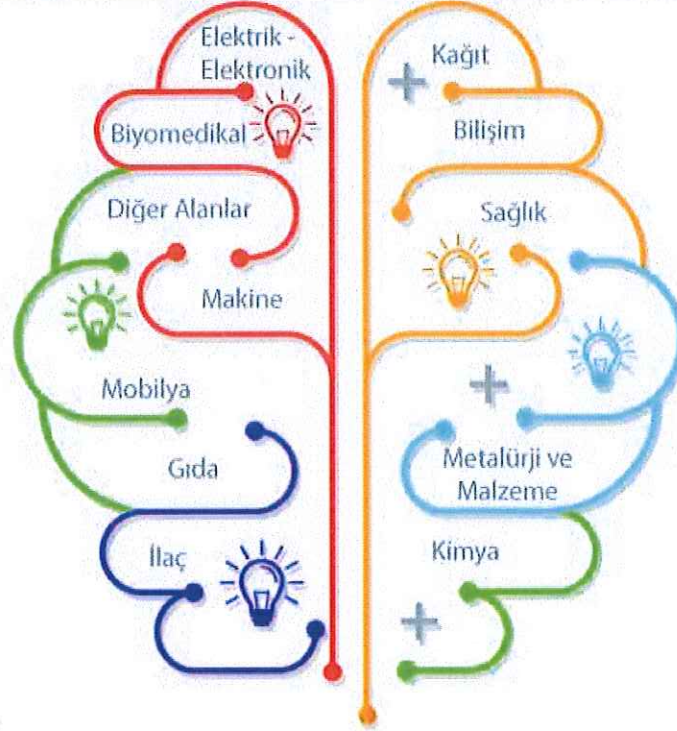 Elektrik -
Elektronik
Biyomedikal
Diğer Alanlar
Makine
Mobilya
Gıda
İlaç
Kağıt
Bilişim
Sağlık
Metalürji ve
Malzeme
Kimya